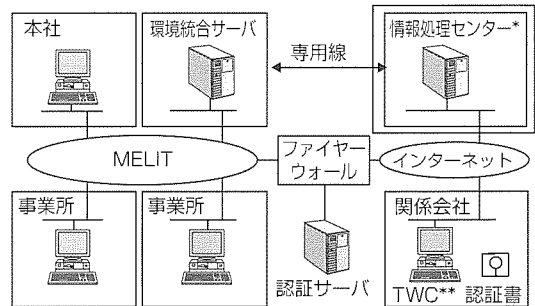 本社
環境統合サーバ
専用線
情報処理センター*
MELIT
ファイヤー
ウォール
インターネット
事業所
事業所
認証サーバ
関係会社
TWC** 認証書